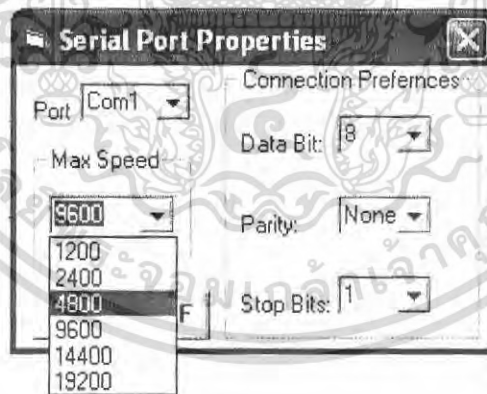 Serial Port Properties
Port Com1
Max Speed
9600
1200
2400
4800
9600
14400
19200
F
Connection Prefernces
Data Bit: 8
Parity: None
Stop Bits: 1